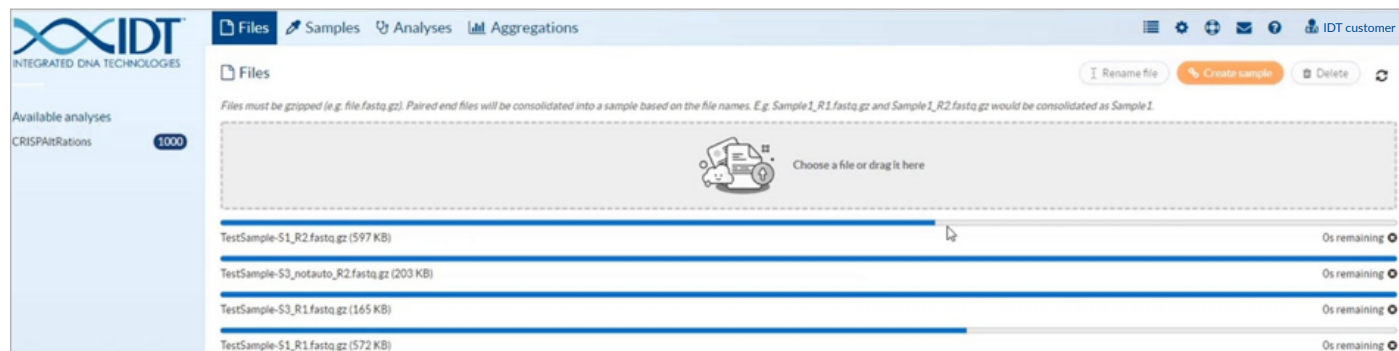 IDT
INTEGRATED DNA TECHNOLOGIES
Files Samples Analyses Aggregations IDT customer
Files Rename file Create sample Delete
Files must be gzipped (e.g. file.fastq.gz). Paired end files will be consolidated into a sample based on the file names. E.g. Sample1_R1.fastq.gz and Sample1_R2.fastq.gz would be consolidated as Sample1.
Available analyses
CRISPAltRations 1000
Choose a file or drag it here
TestSample-S1_R2.fastq.gz (597 KB) 0s remaining
TestSample-S3_notauto_R2.fastq.gz (203 KB) 0s remaining
TestSample-S3_R1.fastq.gz (165 KB) 0s remaining
TestSample-S1_R1.fastq.gz (572 KB) 0s remaining